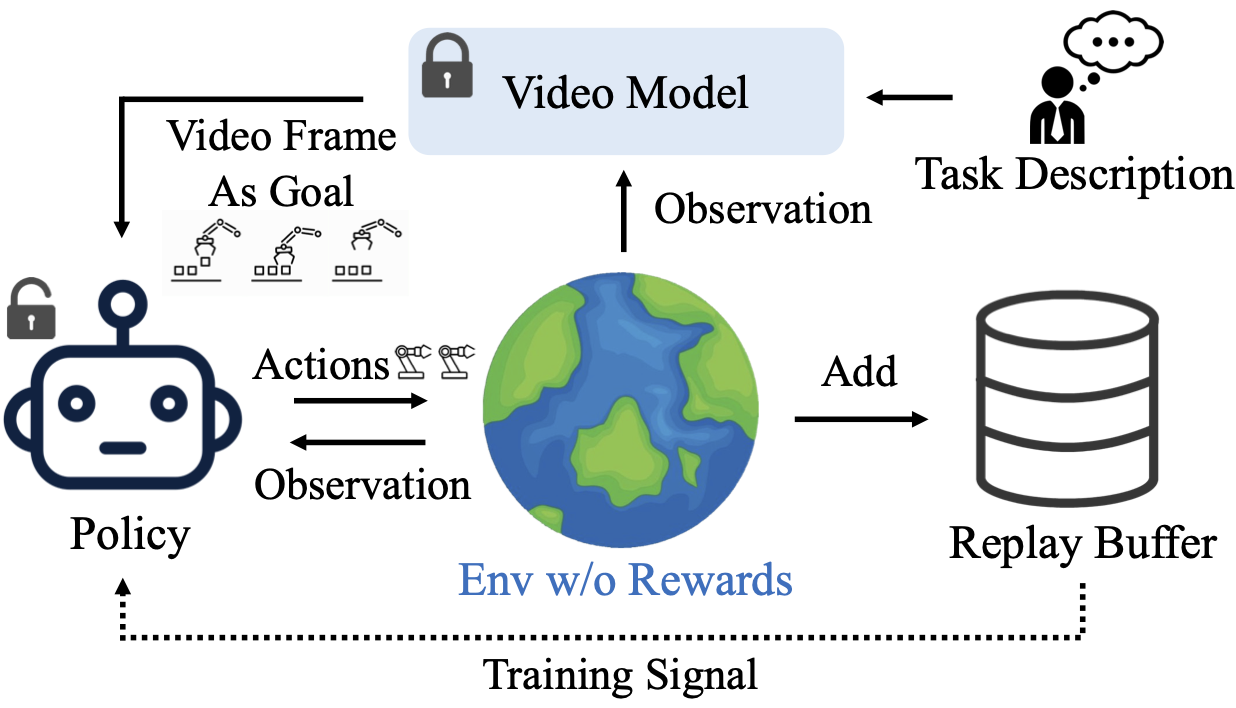 Video Model
Video Frame
As Goal
Task Description
Observation
Actions
Add
Observation
Policy
Replay Buffer
Env w/o Rewards
Training Signal